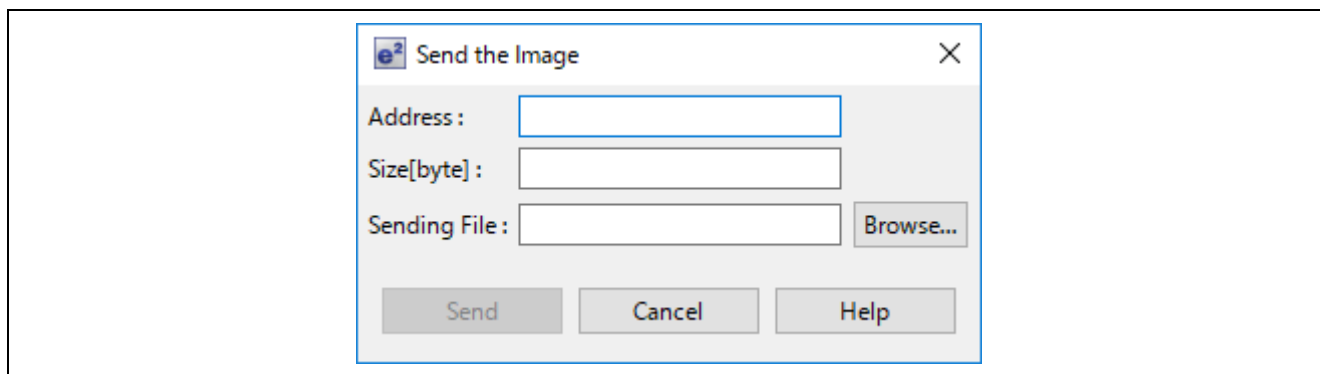 e² Send the Image
Address :
Size[byte] :
Sending File : Browse...
Send Cancel Help